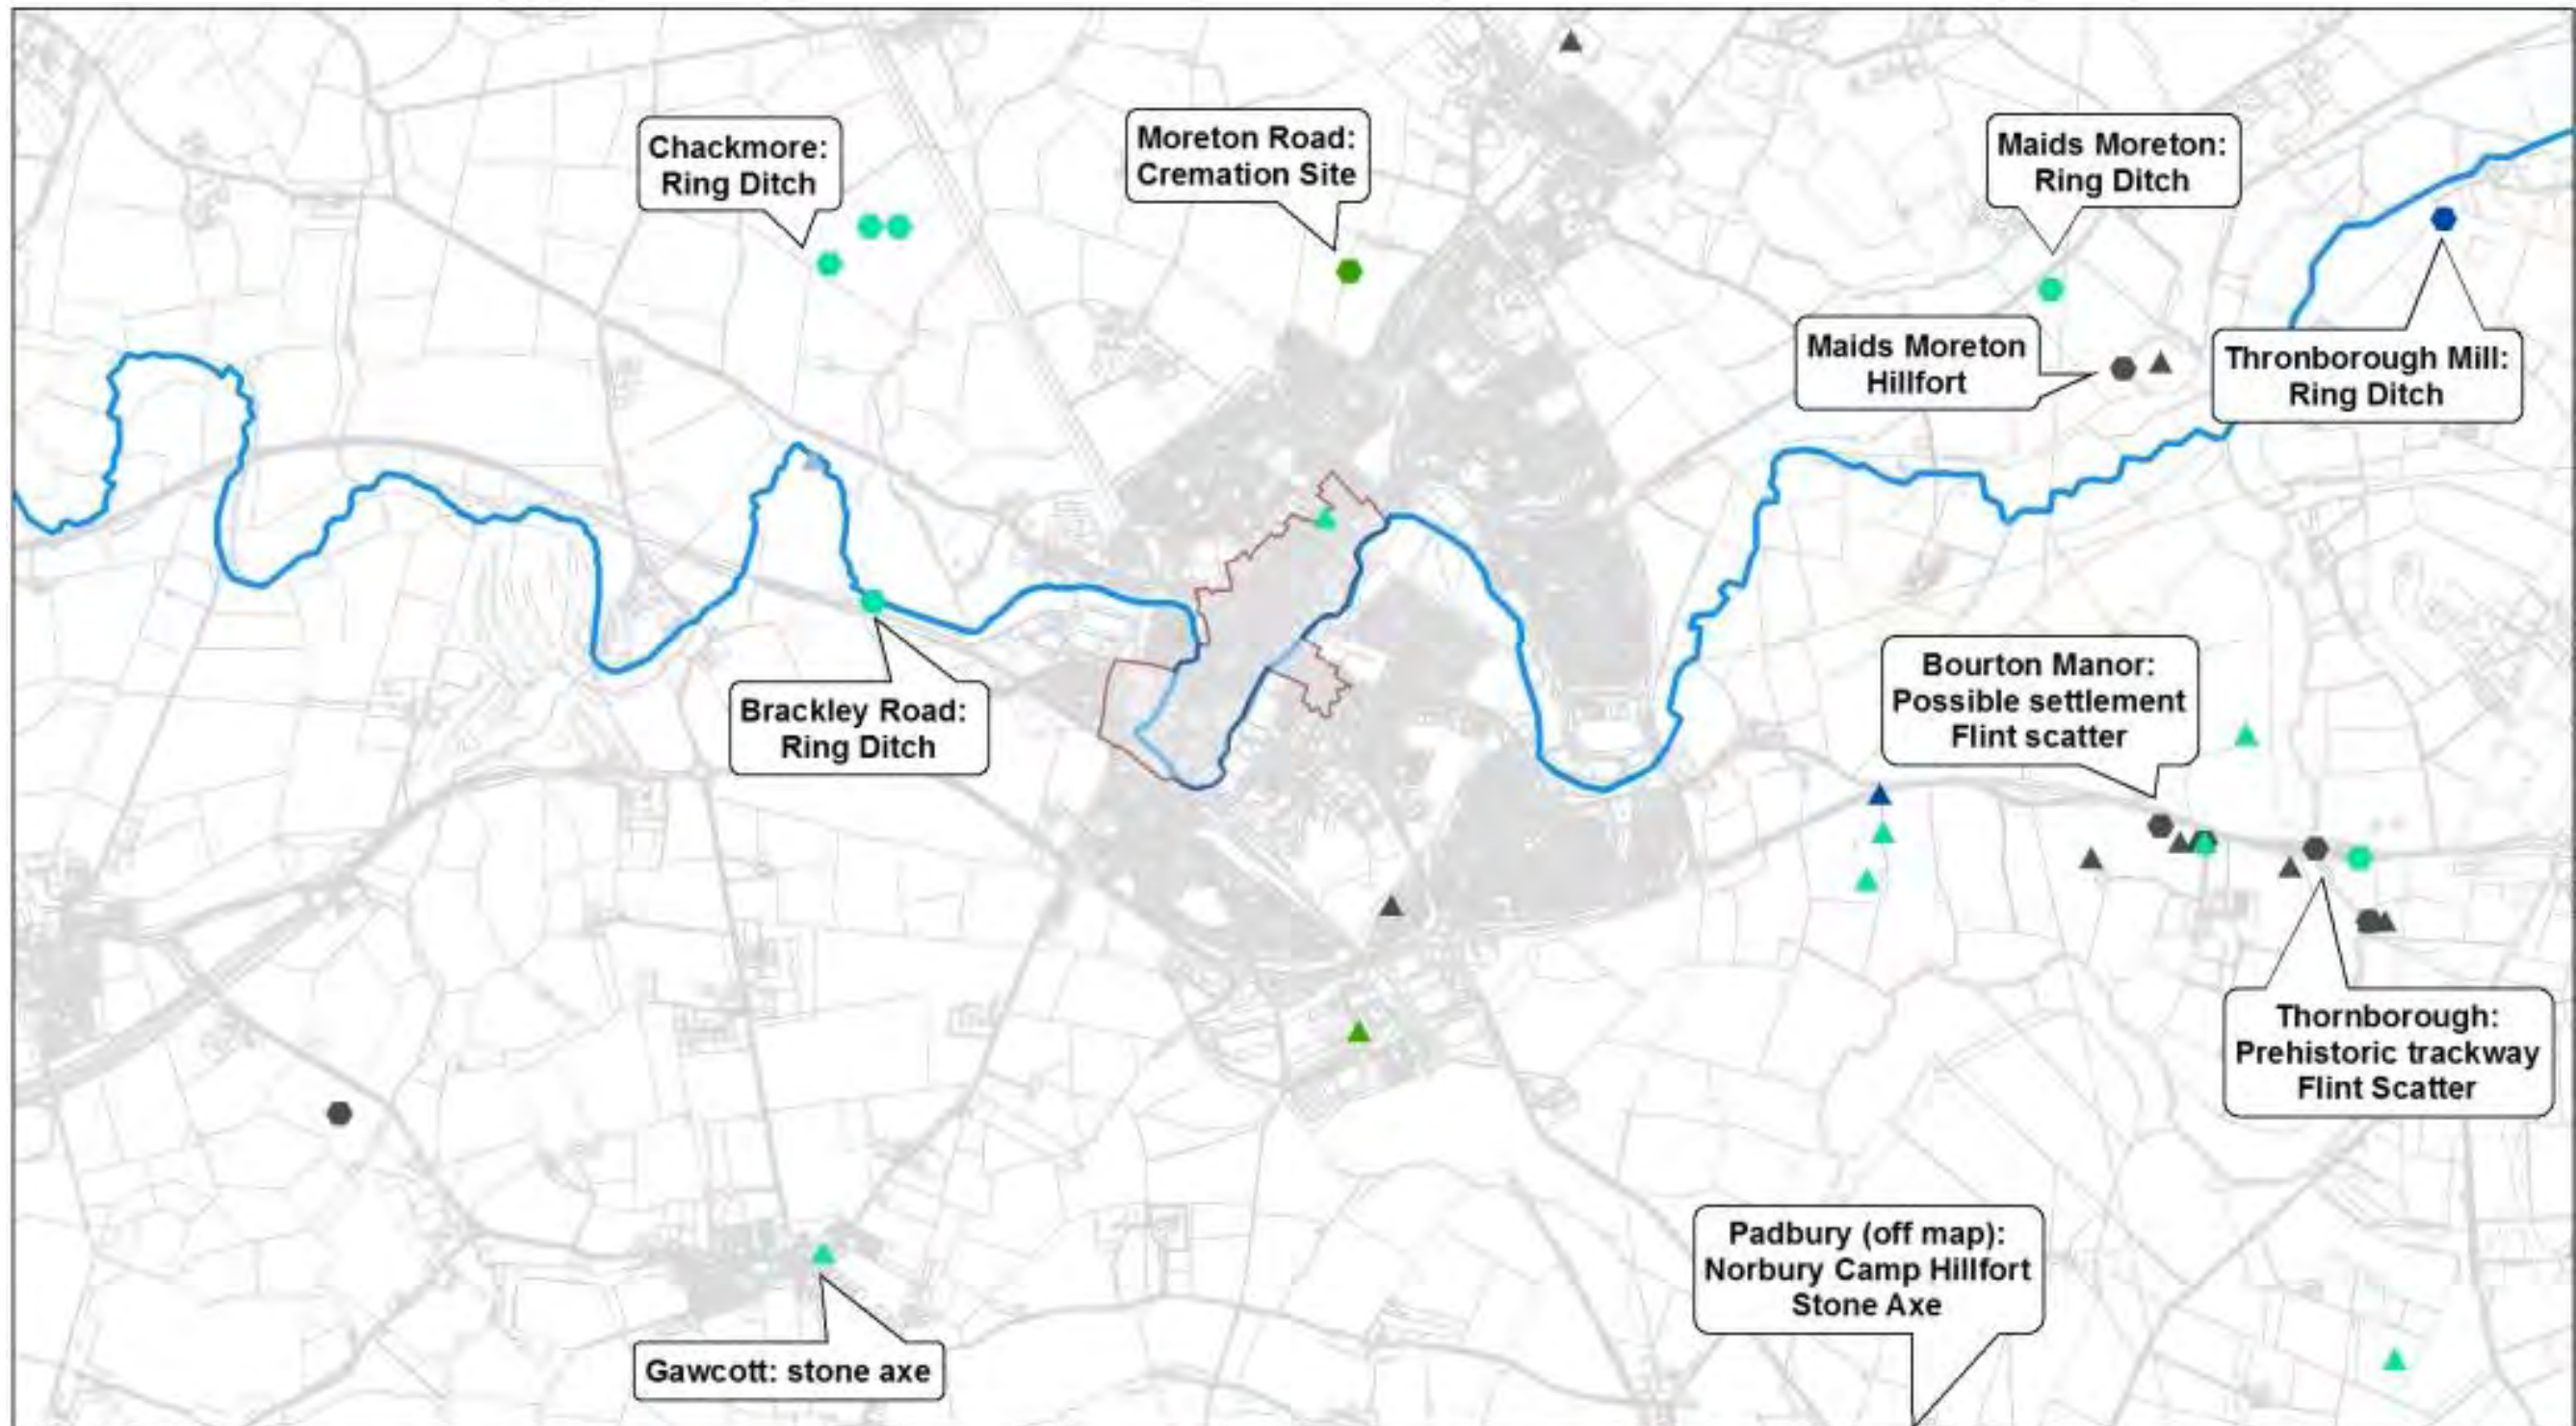 Chackmore:
Ring Ditch
Moreton Road:
Cremation Site
Maids Moreton:
Ring Ditch
Maids Moreton
Hillfort
Thronborough Mill:
Ring Ditch
Brackley Road:
Ring Ditch
Bourton Manor:
Possible settlement
Flint scatter
Thornborough:
Prehistoric trackway
Flint Scatter
Padbury (off map):
Norbury Camp Hillfort
Stone Axe
Gawcott: stone axe